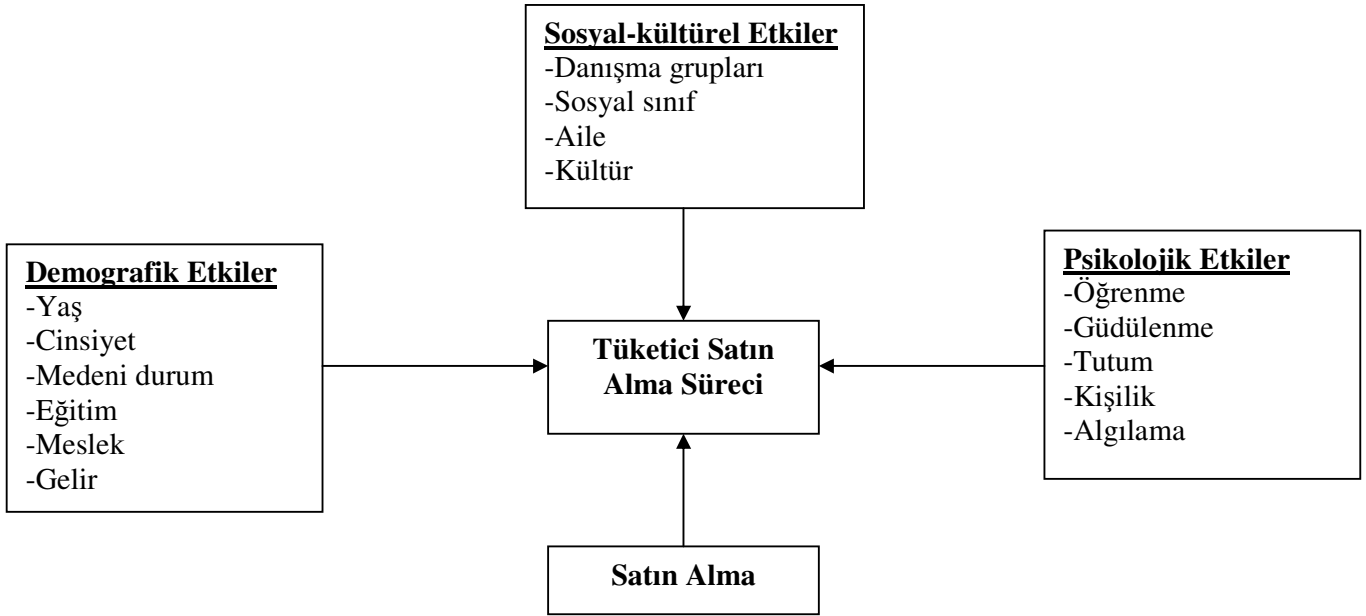 Sosyal-kültürel Etkiler
-Danışma grupları
-Sosyal sınıf
-Aile
-Kültür
Demografik Etkiler
-Yaş
-Cinsiyet
-Medeni durum
-Eğitim
-Meslek
-Gelir
Tüketici Satın
Alma Süreci
Psikolojik Etkiler
-Öğrenme
-Güdülenme
-Tutum
-Kişilik
-Algılama
Satın Alma